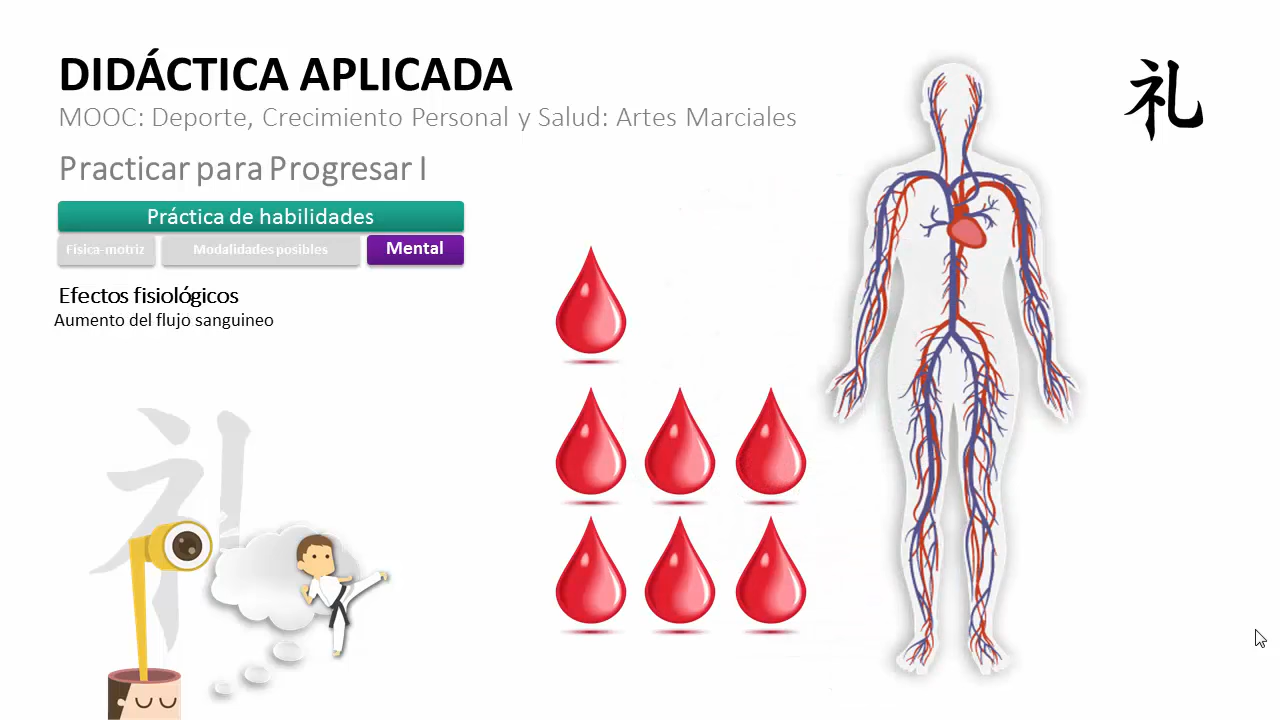 DIDÁCTICA APLICADA
礼
MOOC: Deporte, Crecimiento Personal y Salud: Artes Marciales
Practicar para Progresar I
Práctica de habilidades
Física-motriz Modalidades posibles Mental
Efectos fisiológicos
Aumento del flujo sanguineo
礼